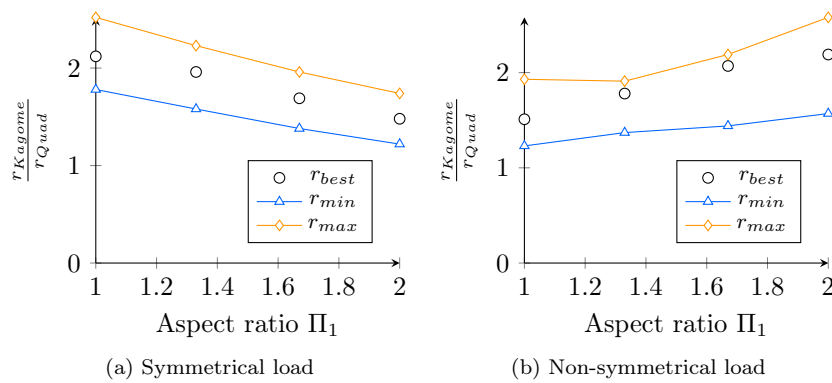 2
1
0
r_Kagome
r_Quad
r_best
r_min
r_max
1 1.2 1.4 1.6 1.8 2
Aspect ratio Π₁
(a) Symmetrical load
2
1
0
r_Kagome
r_Quad
r_best
r_min
r_max
1 1.2 1.4 1.6 1.8 2
Aspect ratio Π₁
(b) Non-symmetrical load